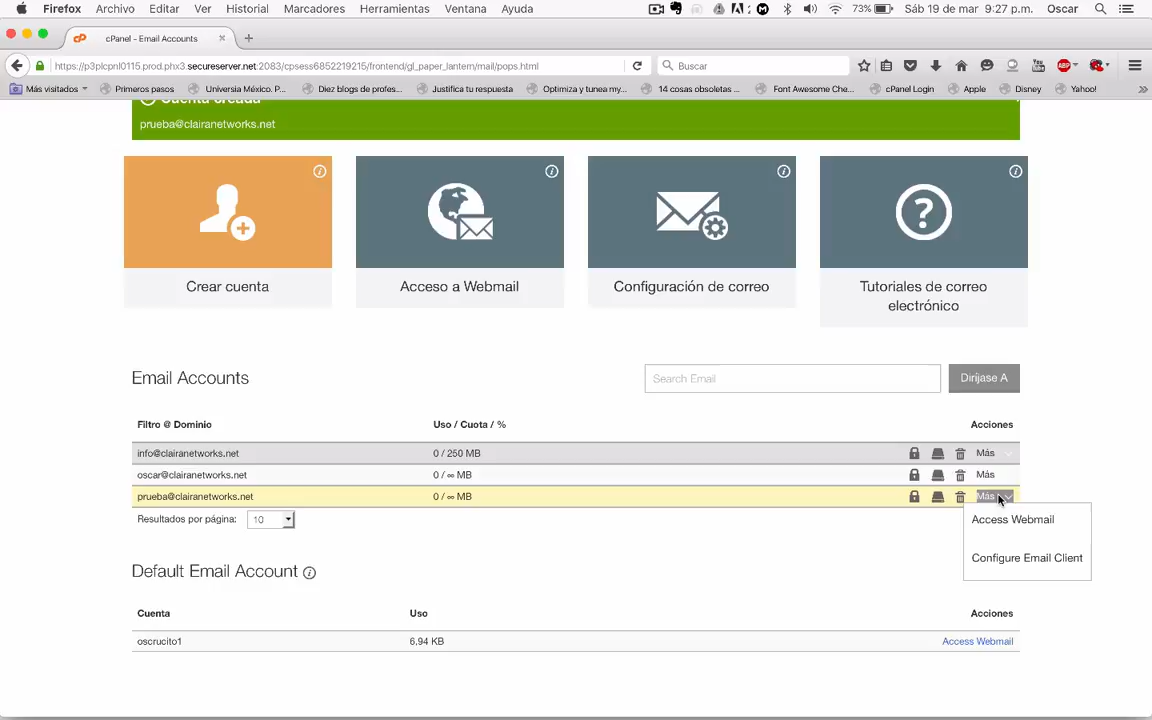 Firefox Archivo Editar Ver Historial Marcadores Herramientas Ventana Ayuda 73% Sáb 19 de mar 9:27 p.m. Oscar
cPanel - Email Accounts
https://p3plcpnl0115.prod.phx3.secureserver.net:2083/cpsess6852219215/frontend/gl_paper_lantern/mail/pops.html Buscar
Más visitados Primeros pasos Universia México. P... Diez blogs de profes... Justifica tu respuesta Optimiza y tunea my... 14 cosas obsoletas ... Font Awesome Che... cPanel Login Apple Disney Yahoo!
Cuenta creada
prueba@clairanetworks.net
Crear cuenta
Acceso a Webmail
Configuración de correo
Tutoriales de correo
electrónico
Email Accounts
Search Email
Diríjase A
Filtro @ Dominio Uso / Cuota / % Acciones
info@clairanetworks.net 0 / 250 MB Más
oscar@clairanetworks.net 0 / ∞ MB Más
prueba@clairanetworks.net 0 / ∞ MB Más
Resultados por página: 10
Access Webmail
Configure Email Client
Default Email Account
Cuenta Uso Acciones
oscrucito1 6,94 KB Access Webmail